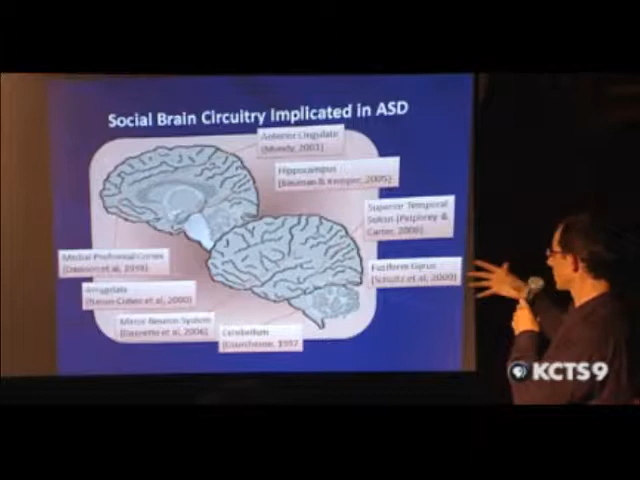 Social Brain Circuitry Implicated in ASD
Anterior Cingulate
(Mundy, 2003)
Hippocampus
(Bauman & Kemper, 2005)
Superior Temporal
Sulcus (Pelphrey &
Carter, 2008)
Medial Prefrontal Cortex
Fusiform Gyrus
(Schultz et al, 2000)
Amygdala
(Baron-Cohen et al, 2000)
Mirror Neuron System
(Dapretto et al, 2006)
Cerebellum
(Courchesne, 1997
KCTS9